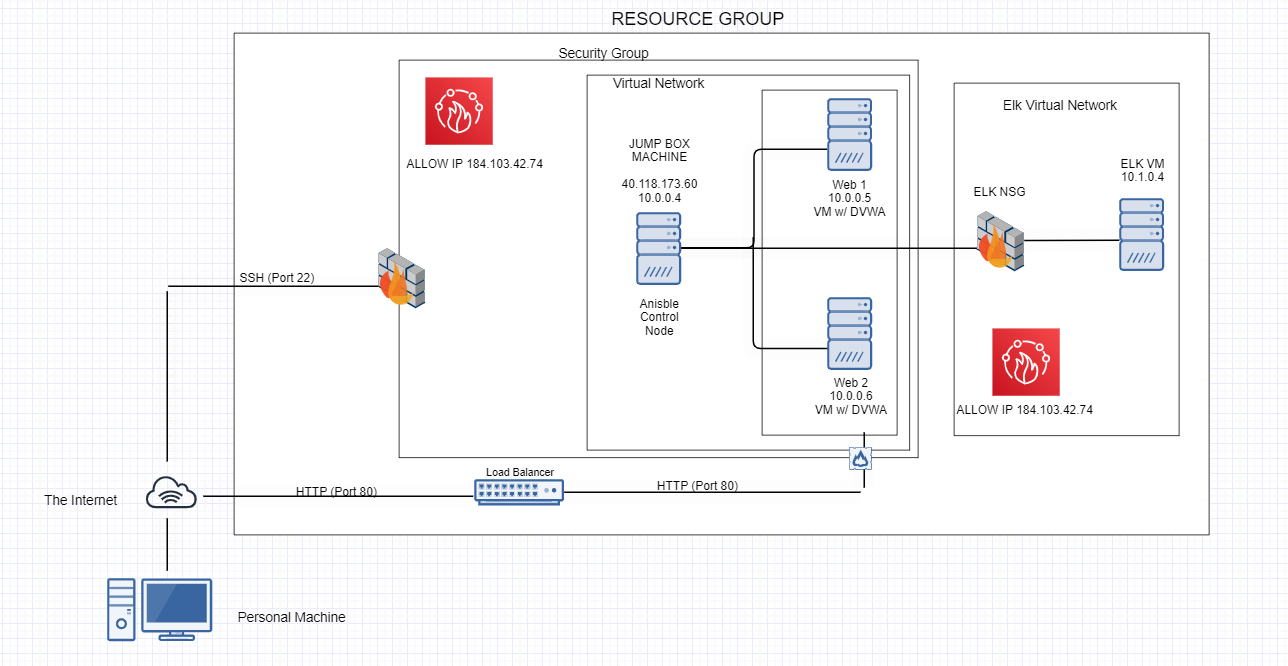 RESOURCE GROUP
Security Group
Virtual Network
Elk Virtual Network
ALLOW IP 184.103.42.74
JUMP BOX
MACHINE
40.118.173.60
10.0.0.4
Anisble
Control
Node
Web 1
10.0.0.5
VM w/ DVWA
Web 2
10.0.0.6
VM w/ DVWA
ELK NSG
ELK VM
10.1.0.4
ALLOW IP 184.103.42.74
SSH (Port 22)
Load Balancer
HTTP (Port 80)
HTTP (Port 80)
The Internet
Personal Machine